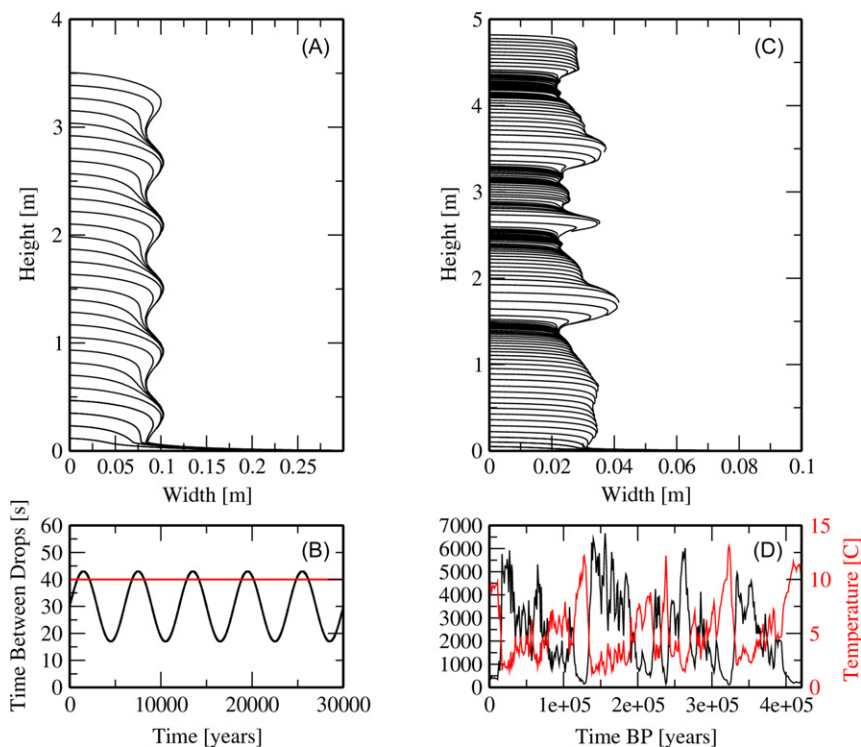 4
3
2
1
0
Height [m]
(A)
0
0.05
0.1
0.15
0.2
0.25
Width [m]
5
4
3
2
1
0
Height [m]
(C)
0
0.02
0.04
0.06
0.08
0.1
Width [m]
60
50
40
30
20
10
0
Time Between Drops [s]
(B)
0
10000
20000
30000
Time [years]
7000
6000
5000
4000
3000
2000
1000
0
(D)
15
10
5
0
Temperature [C]
0
1e+05
2e+05
3e+05
4e+05
Time BP [years]